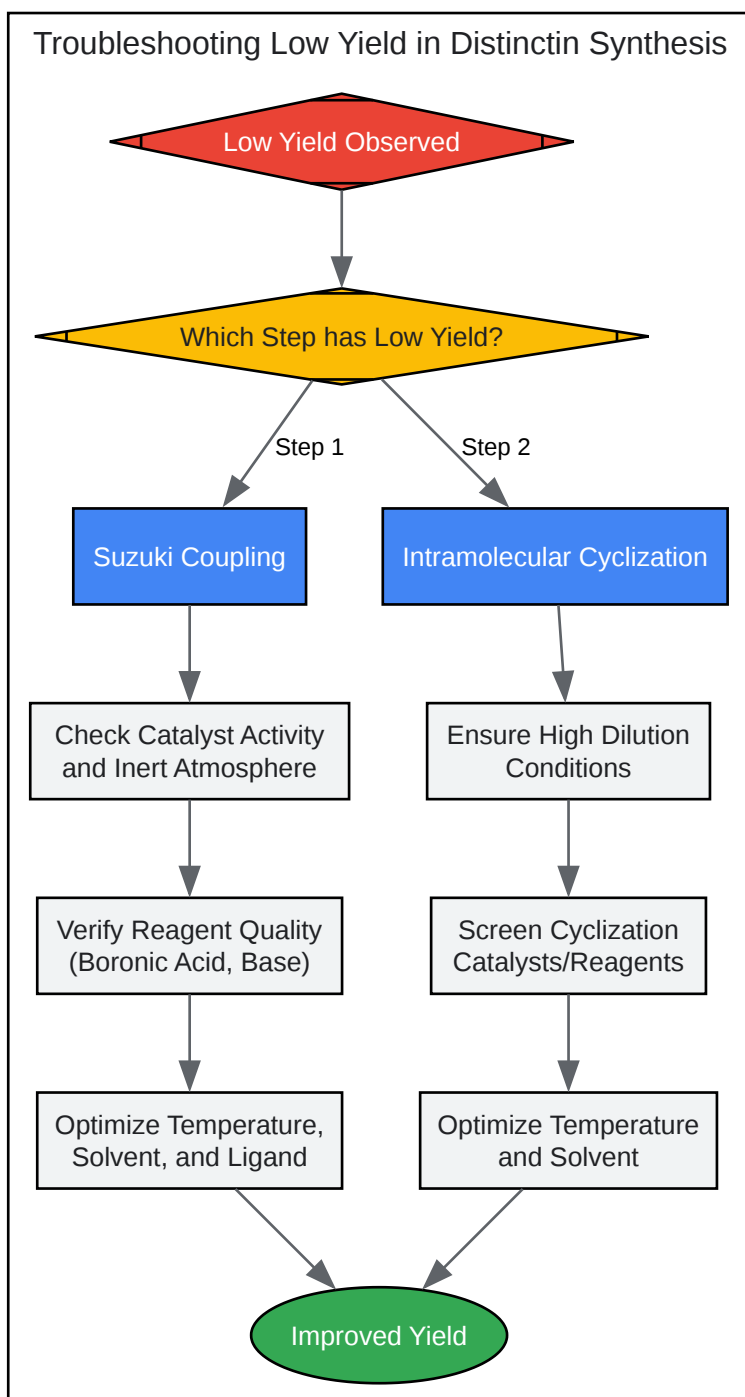 Troubleshooting Low Yield in Distinctin Synthesis
Low Yield Observed
Which Step has Low Yield?
Step 1
Step 2
Suzuki Coupling
Intramolecular Cyclization
Check Catalyst Activity
and Inert Atmosphere
Ensure High Dilution
Conditions
Verify Reagent Quality
(Boronic Acid, Base)
Screen Cyclization
Catalysts/Reagents
Optimize Temperature,
Solvent, and Ligand
Optimize Temperature
and Solvent
Improved Yield